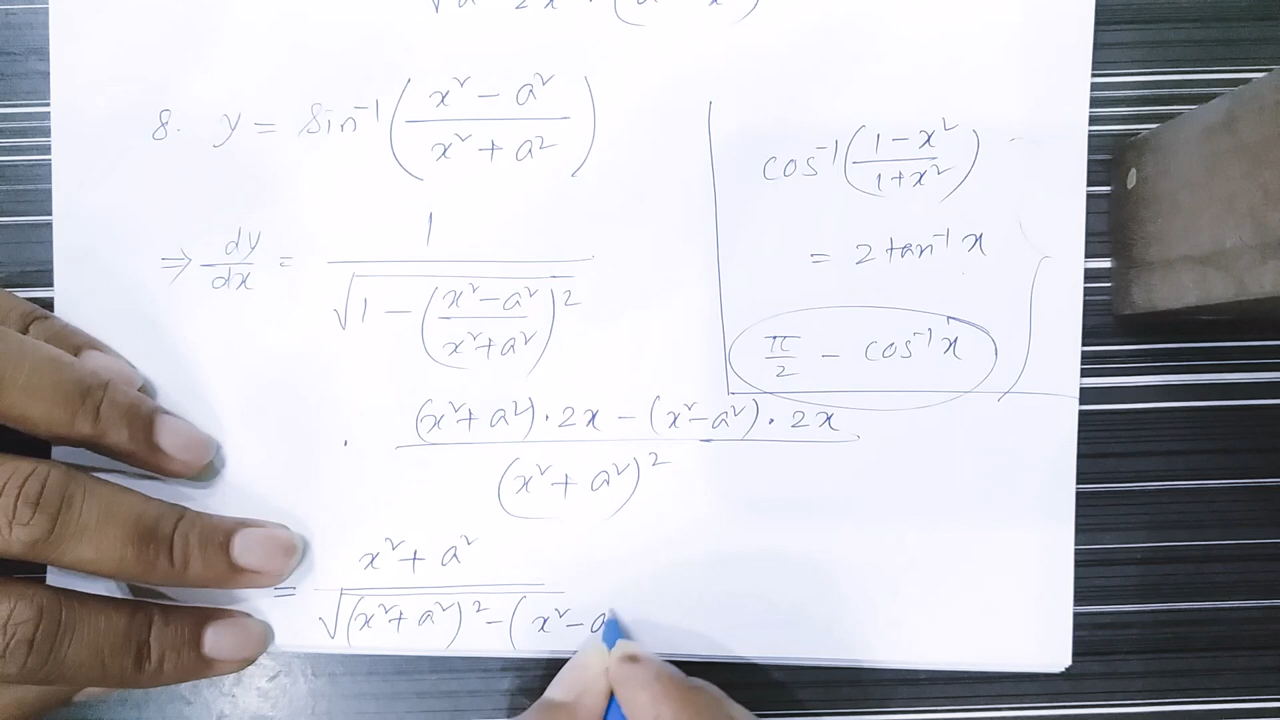 8. y = Sin⁻¹((x² − a²)/(x² + a²))
⇒ dy/dx = 1/√(1 − ((x² − a²)/(x² + a²))²)
· ((x² + a²) · 2x − (x² − a²) · 2x)/(x² + a²)²
= (x² + a²)/√((x² + a²)² − (x² − a
cos⁻¹((1 − x²)/(1 + x²))
= 2 tan⁻¹ x
π/2 − cos⁻¹ x